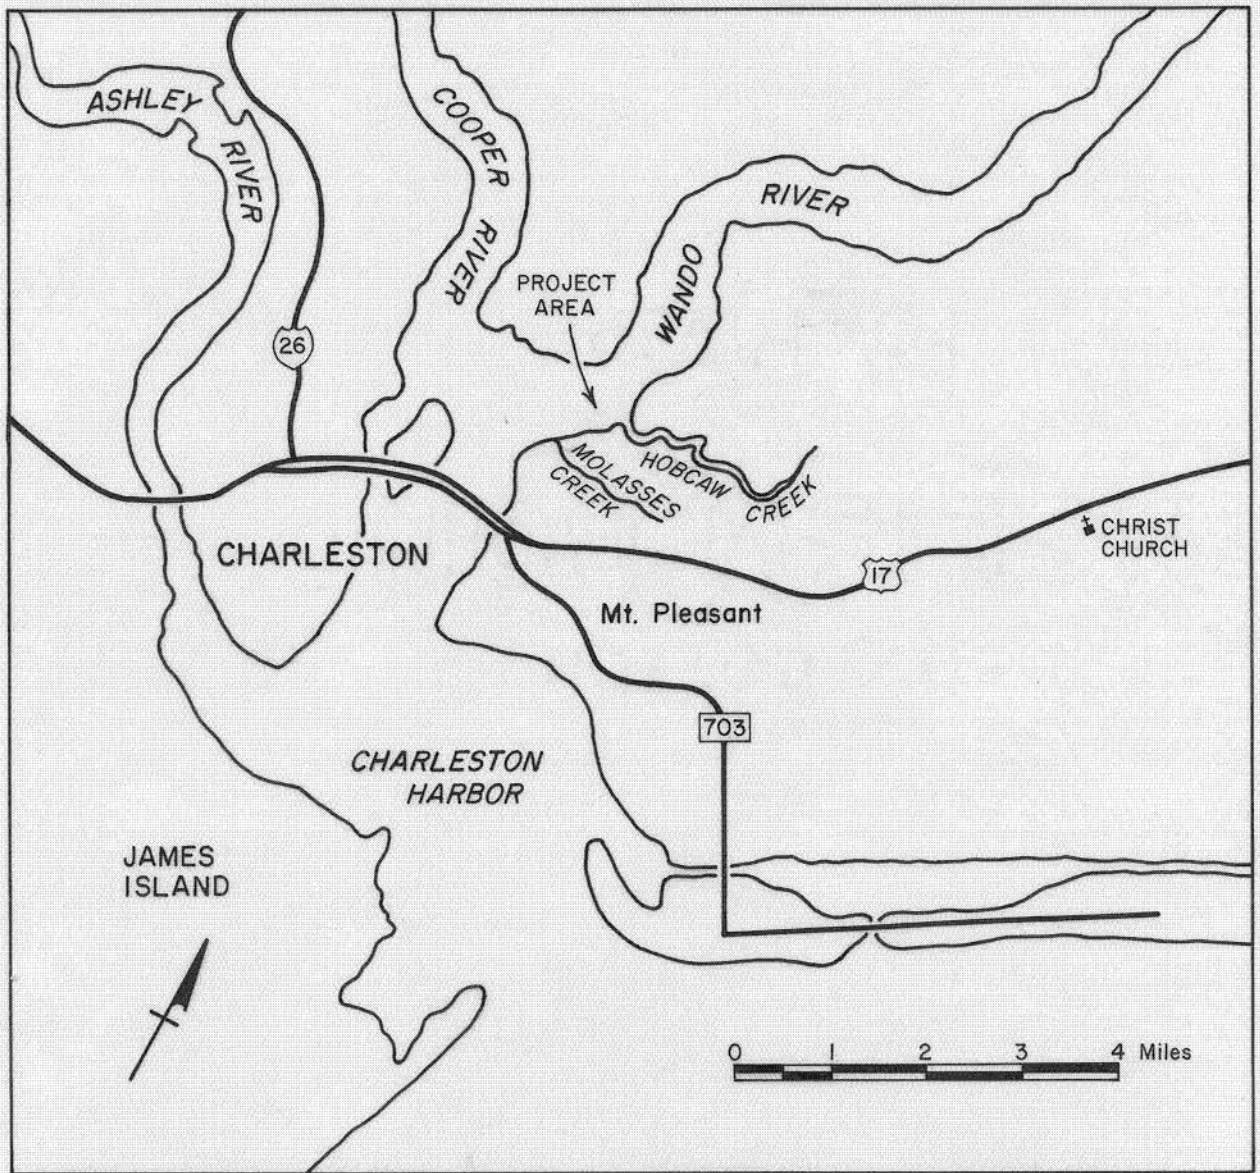 ASHLEY
RIVER
COOPER
RIVER
RIVER
WANDO
PROJECT
AREA
26
MOLASSES
CREEK
HOBCAW
CREEK
CHARLESTON
CHRIST
CHURCH
17
Mt. Pleasant
703
CHARLESTON
HARBOR
JAMES
ISLAND
0 1 2 3 4 Miles